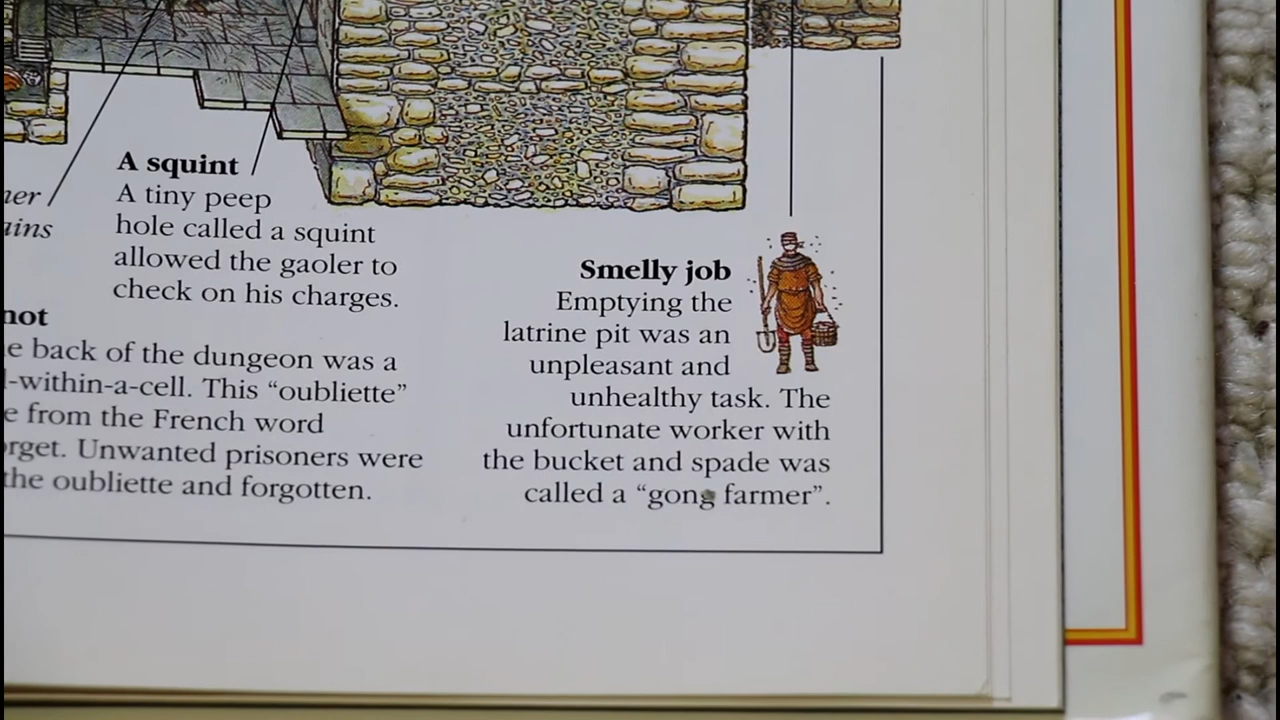 A squint
A tiny peep
hole called a squint
allowed the gaoler to
check on his charges.
back of the dungeon was a
-within-a-cell. This “oubliette”
from the French word
Unwanted prisoners were
the oubliette and forgotten.
Smelly job
Emptying the
latrine pit was an
unpleasant and
unhealthy task. The
unfortunate worker with
the bucket and spade was
called a “gong farmer”.